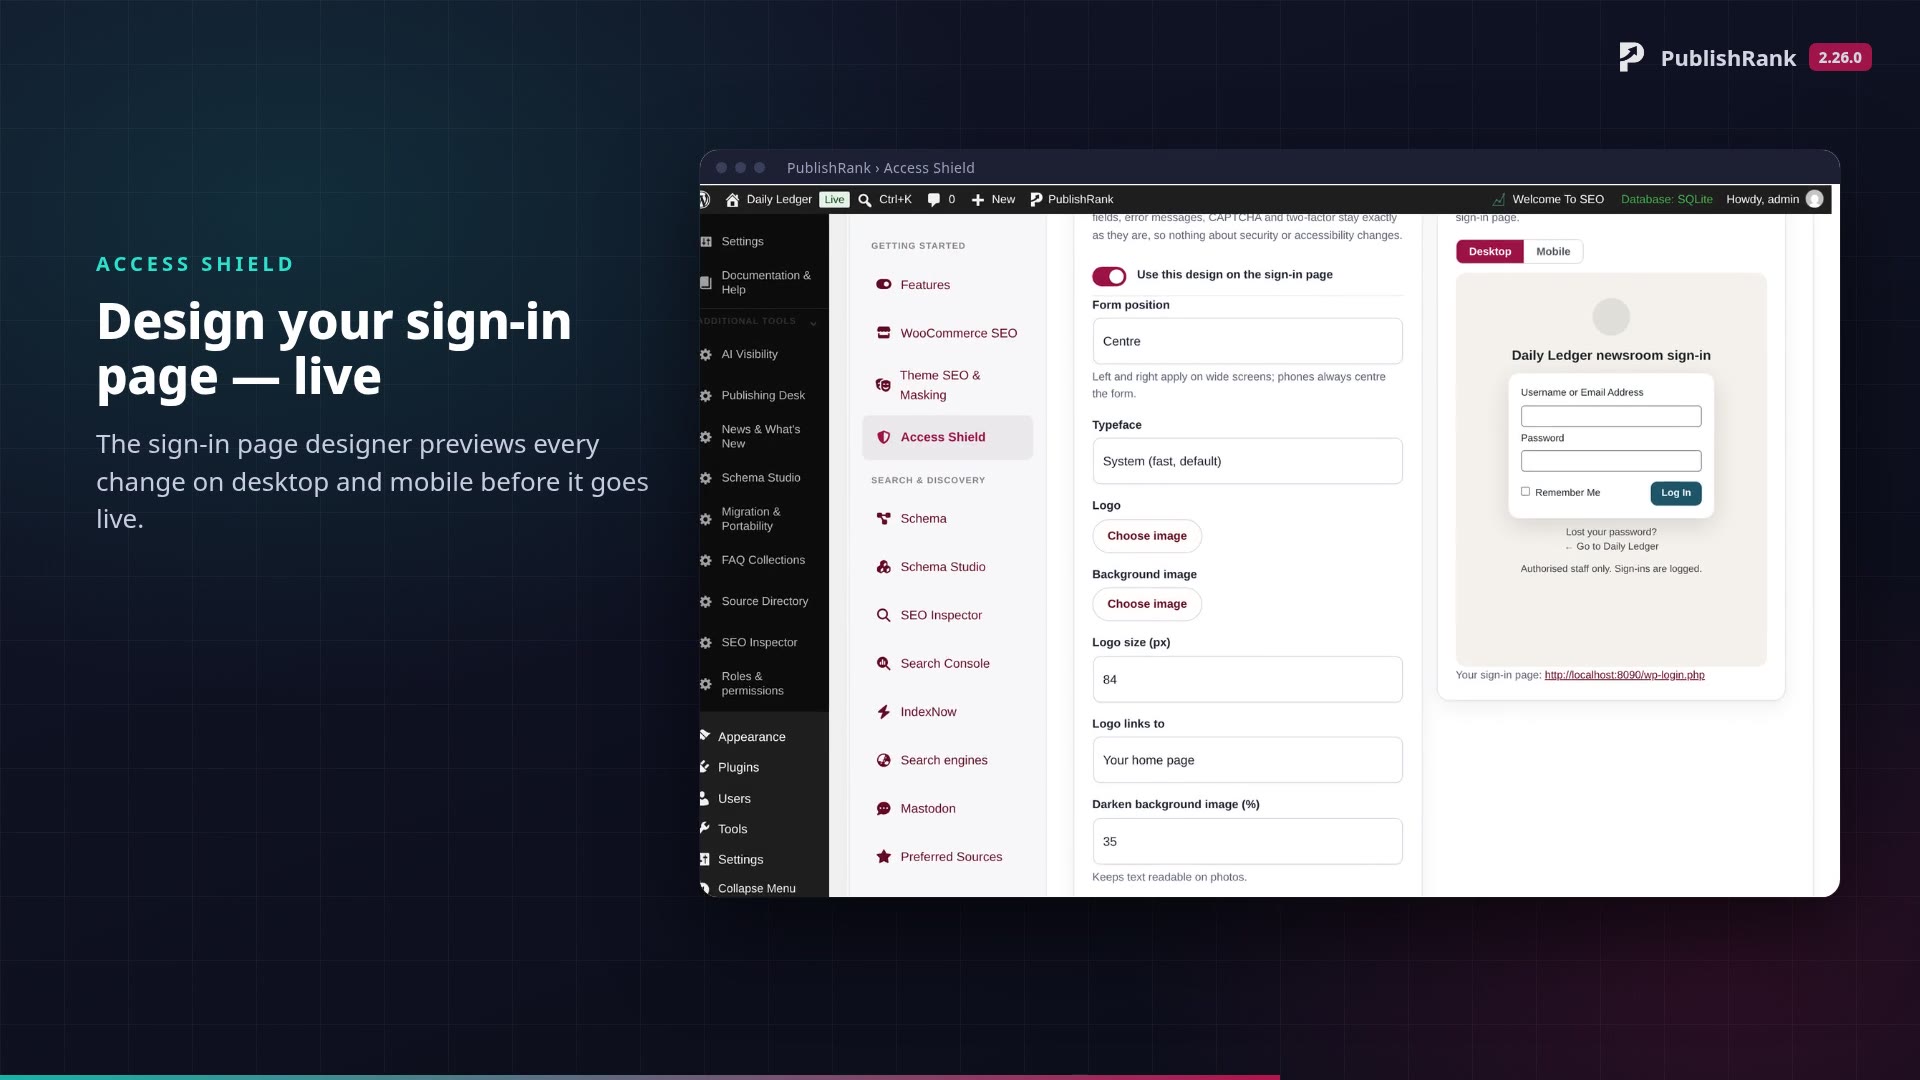 PublishRank 2.26.0
ACCESS SHIELD
Design your sign-in
page — live
The sign-in page designer previews every
change on desktop and mobile before it goes
live.
PublishRank › Access Shield
Daily Ledger Live Ctrl+K 0 New PublishRank Welcome To SEO Database: SQLite Howdy, admin
Settings
Documentation &
Help
ADDITIONAL TOOLS
AI Visibility
Publishing Desk
News & What's
New
Schema Studio
Migration &
Portability
FAQ Collections
Source Directory
SEO Inspector
Roles &
permissions
Appearance
Plugins
Users
Tools
Settings
Collapse Menu
GETTING STARTED
Features
WooCommerce SEO
Theme SEO &
Masking
Access Shield
SEARCH & DISCOVERY
Schema
Schema Studio
SEO Inspector
Search Console
IndexNow
Search engines
Mastodon
Preferred Sources
fields, error messages, CAPTCHA and two-factor stay exactly
as they are, so nothing about security or accessibility changes.
Use this design on the sign-in page
Form position
Centre
Left and right apply on wide screens; phones always centre
the form.
Typeface
System (fast, default)
Logo
Choose image
Background image
Choose image
Logo size (px)
84
Logo links to
Your home page
Darken background image (%)
35
Keeps text readable on photos.
sign-in page.
Desktop Mobile
Daily Ledger newsroom sign-in
Username or Email Address
Password
Remember Me Log In
Lost your password?
← Go to Daily Ledger
Authorised staff only. Sign-ins are logged.
Your sign-in page: http://localhost:8090/wp-login.php